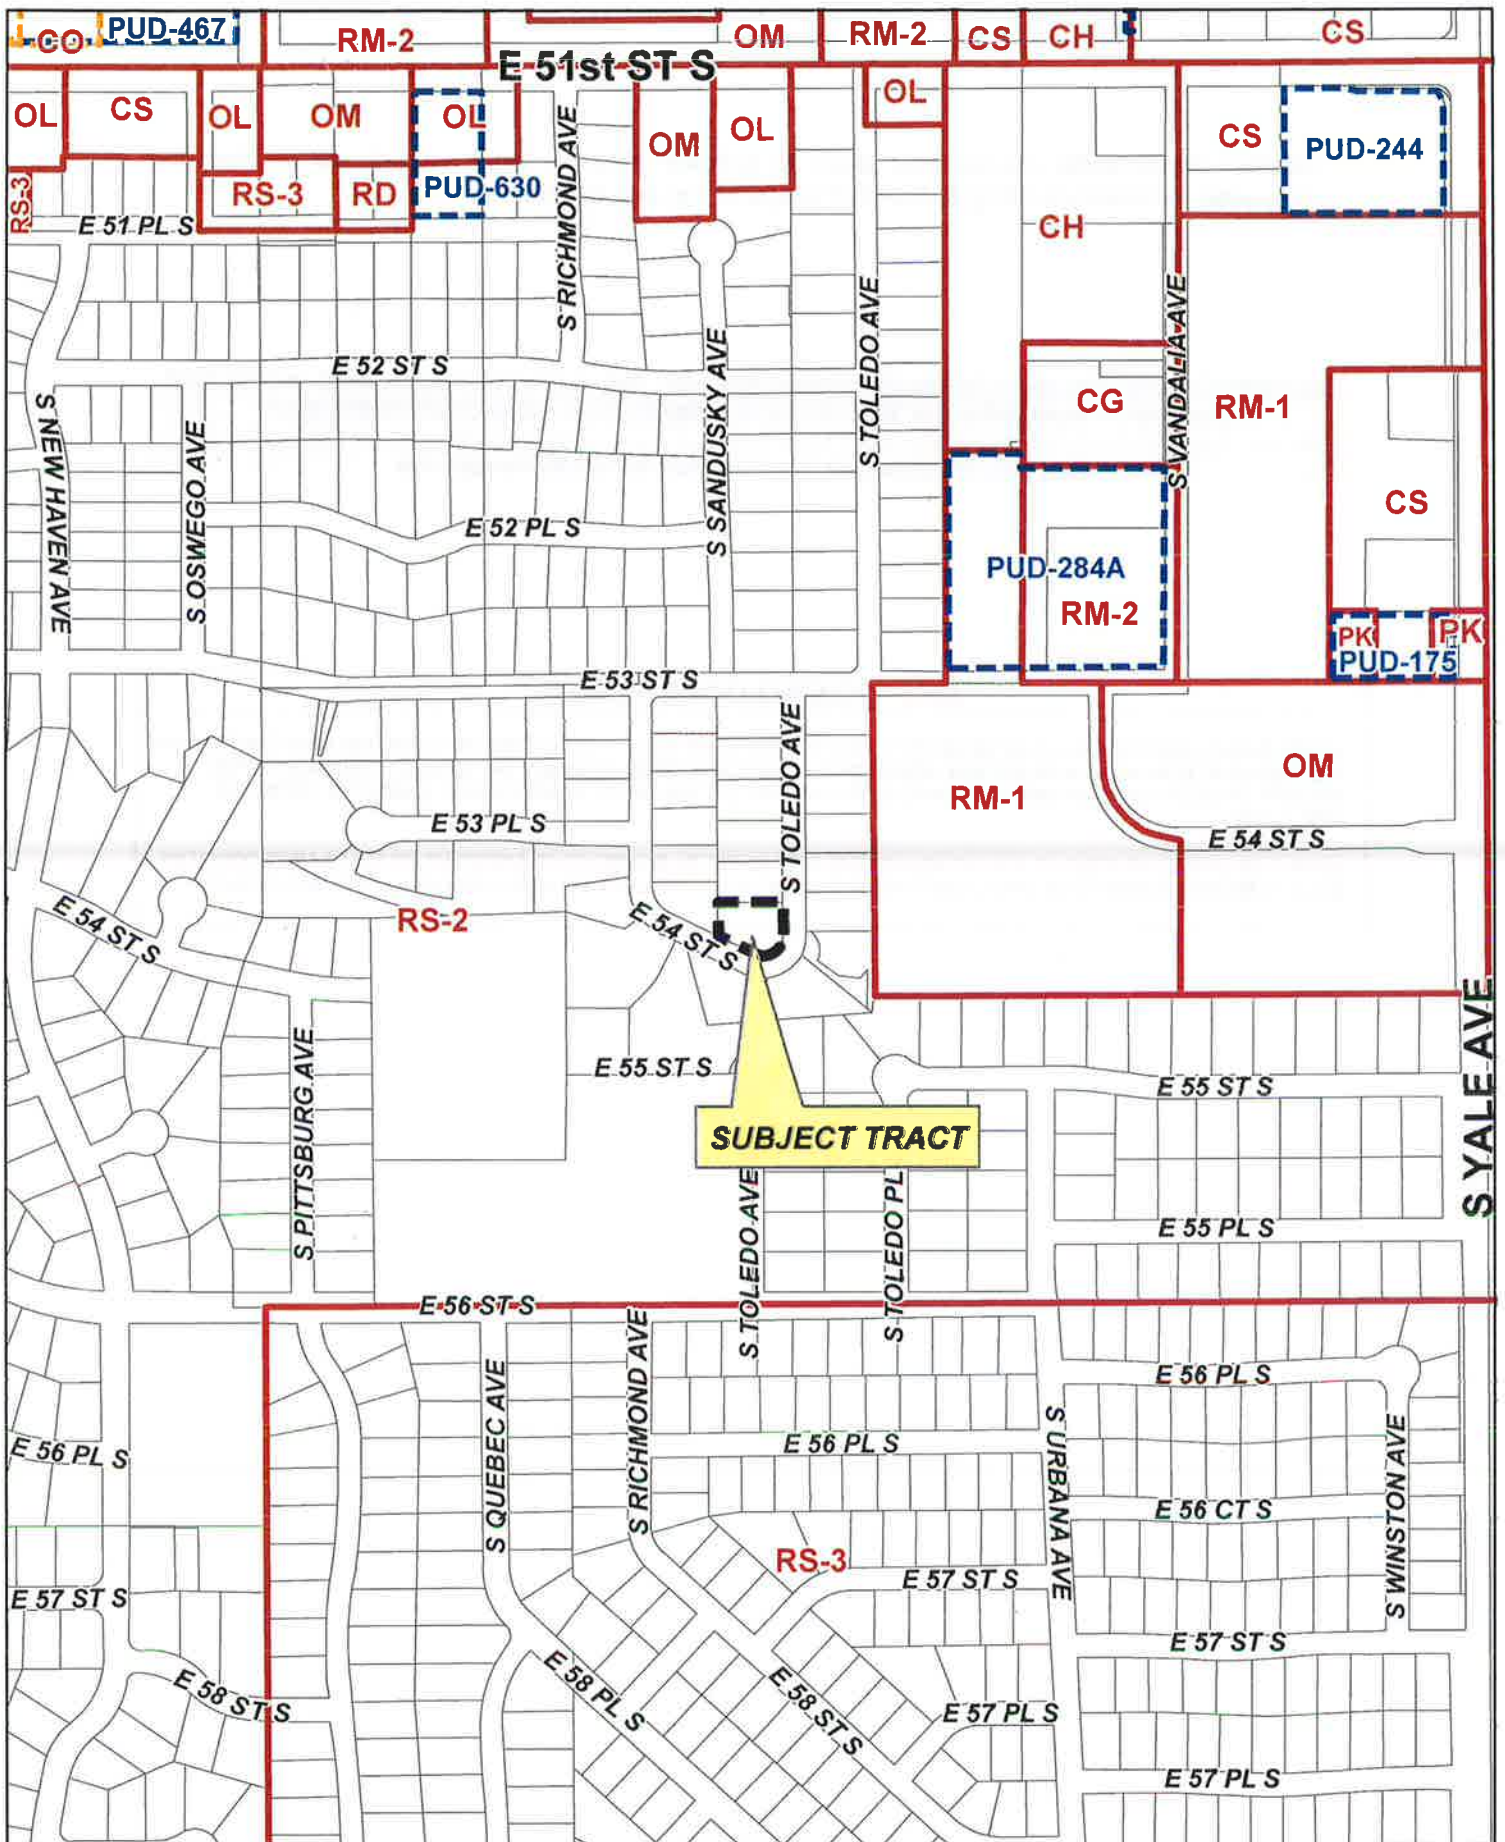 CO
PUD-467
RM-2
OM
RM-2
CS
CH
CS
E 51st ST S
OL
CS
OL
OM
OL
OM
OL
OL
CS
PUD-244
RS-3
RS-3
RD
PUD-630
E 51 PL S
S RICHMOND AVE
CH
S TOLEDO AVE
S VANDALIA AVE
E 52 ST S
S SANDUSKY AVE
CG
RM-1
S NEW HAVEN AVE
S OSWEGO AVE
CS
E 52 PL S
PUD-284A
RM-2
PK
PK
PUD-175
E 53 ST S
S TOLEDO AVE
OM
RM-1
E 53 PL S
E 54 ST S
RS-2
E 54 ST S
E 54 ST S
S YALE AVE
S PITTSBURG AVE
E 55 ST S
E 55 ST S
SUBJECT TRACT
S TOLEDO AVE
S TOLEDO PL
E 55 PL S
E 56 ST S
S QUEBEC AVE
S RICHMOND AVE
E 56 PL S
E 56 PL S
E 56 PL S
S URBANA AVE
S WINSTON AVE
E 56 CT S
RS-3
E 57 ST S
E 57 ST S
E 57 ST S
E 58 ST S
E 58 PL S
E 58 ST S
E 57 PL S
E 57 PL S